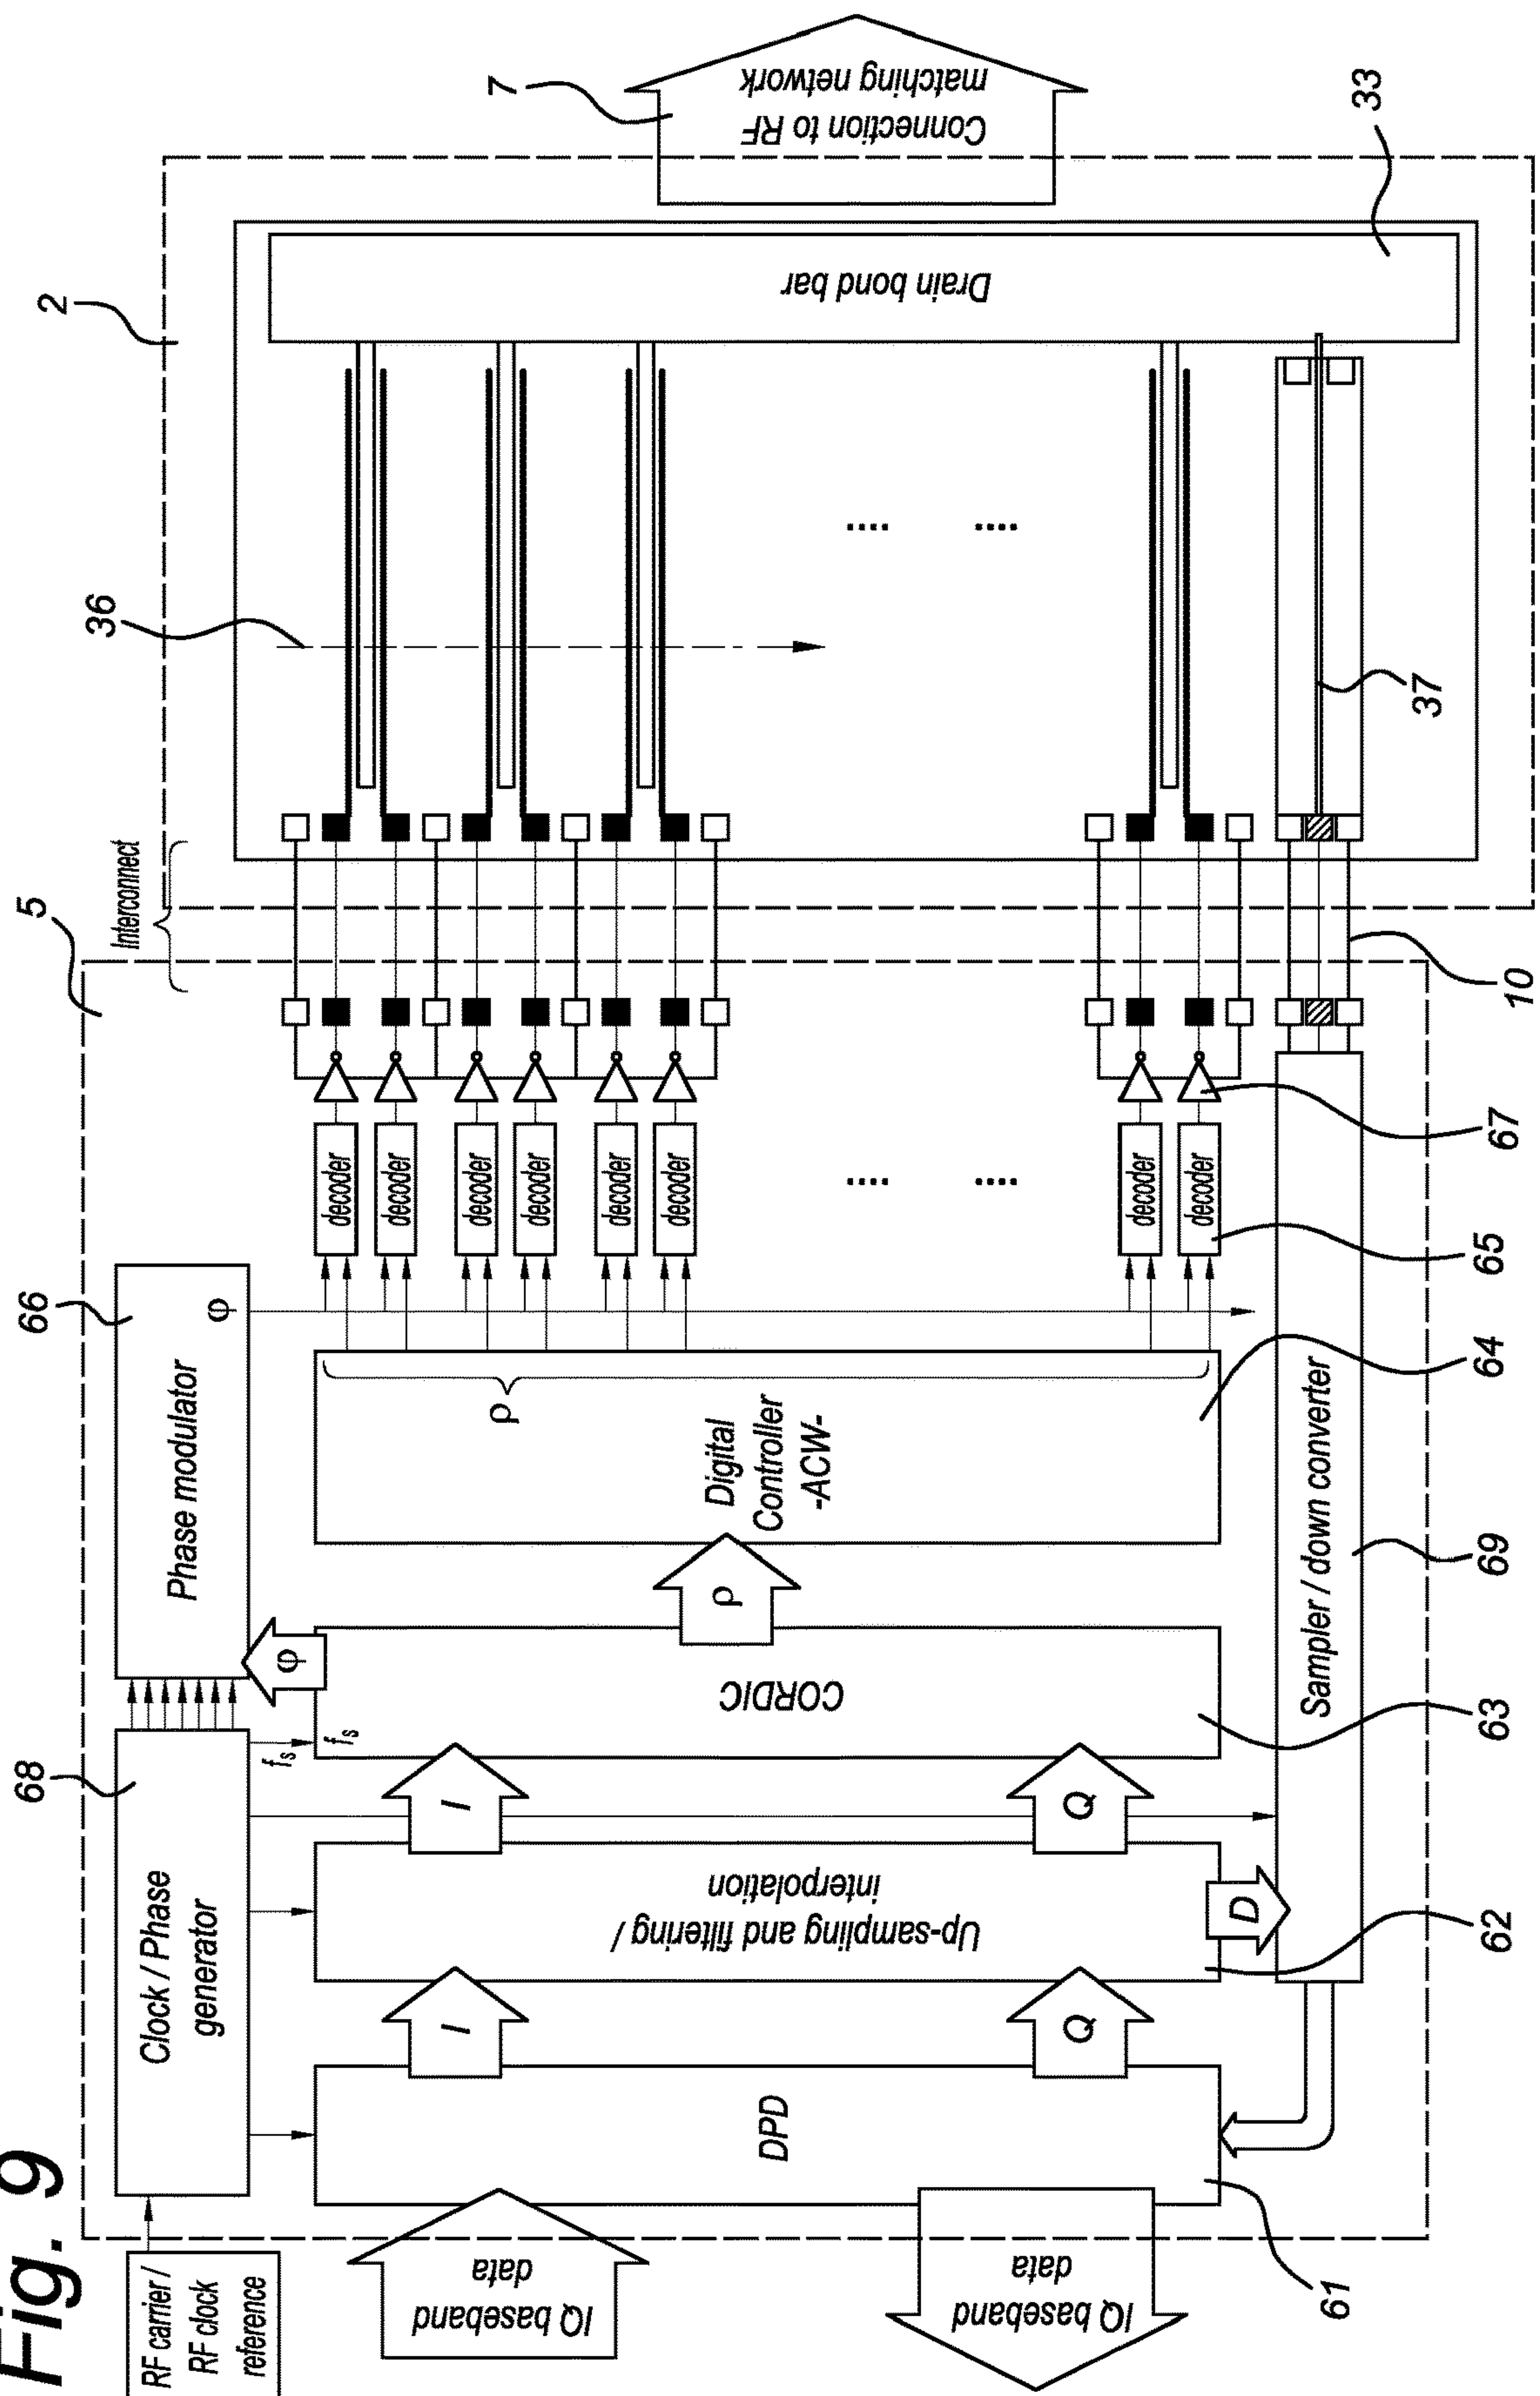 Fig. 9
RF carrier /
RF clock
reference
Clock / Phase
generator
68
Phase modulator
66
φ
5
Interconnect
2
36
IQ baseband
data
IQ baseband
data
DPD
61
I
Q
Up-sampling and filtering /
interpolation
62
D
I
Q
fs
fs
CORDIC
63
φ
ρ
Digital
Controller
-ACW-
64
ρ
decoder
decoder
decoder
decoder
decoder
decoder
....
....
decoder
decoder
65
67
Sampler / down converter
69
10
....
....
37
Drain bond bar
33
Connection to RF
matching network
7